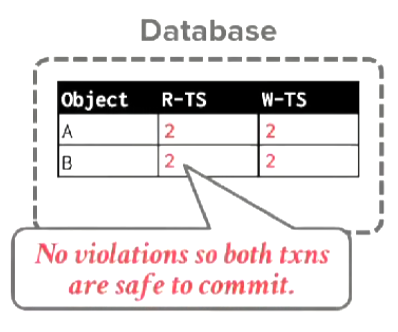 Database
Object R-TS W-TS
A 2 2
B 2 2
No violations so both txns
are safe to commit.